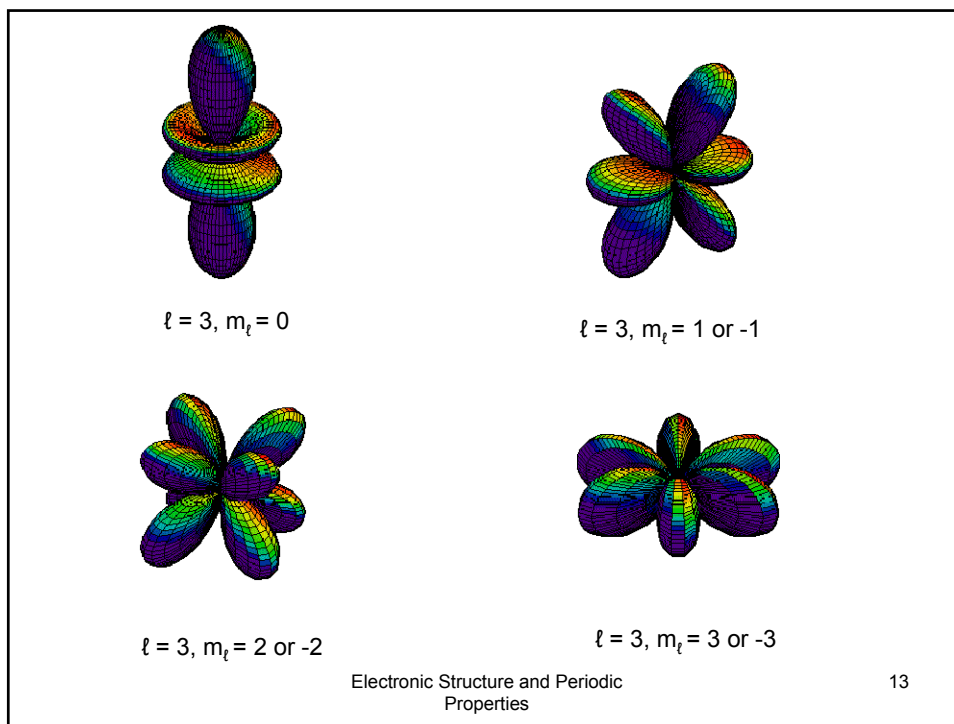 ℓ = 3, mℓ = 0
ℓ = 3, mℓ = 1 or -1
ℓ = 3, mℓ = 2 or -2
ℓ = 3, mℓ = 3 or -3
Electronic Structure and Periodic
Properties
13